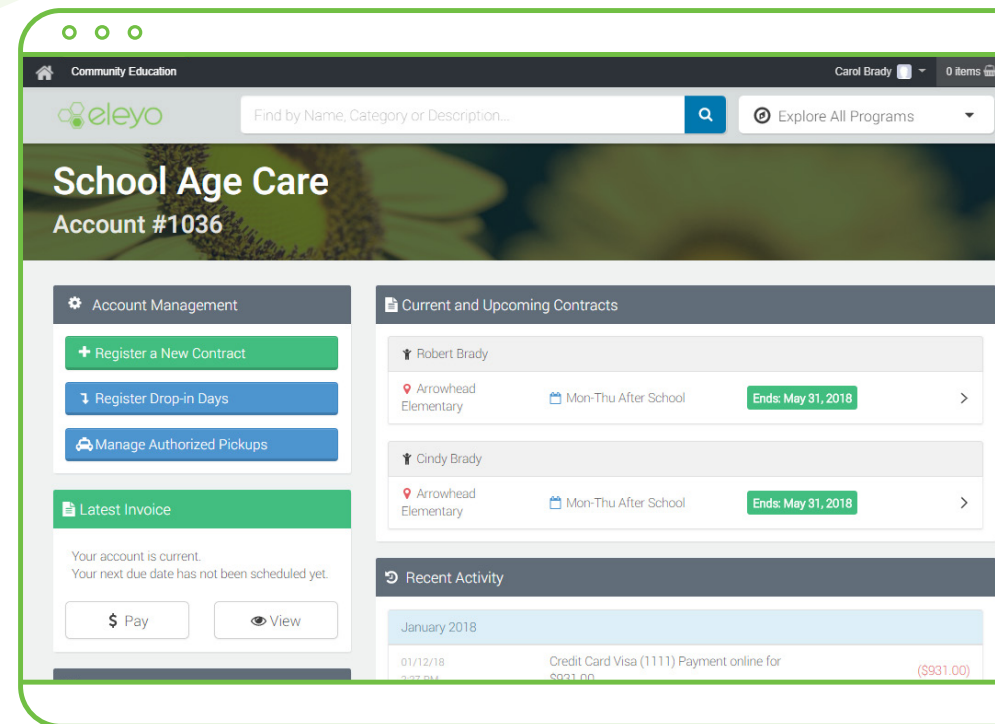 Community Education
Carol Brady
0 items
eleyo
Find by Name, Category or Description...
Explore All Programs
School Age Care
Account #1036
Account Management
Register a New Contract
Register Drop-in Days
Manage Authorized Pickups
Latest Invoice
Your account is current.
Your next due date has not been scheduled yet.
$ Pay
View
Current and Upcoming Contracts
Robert Brady
Arrowhead
Elementary
Mon-Thu After School
Ends: May 31, 2018
Cindy Brady
Arrowhead
Elementary
Mon-Thu After School
Ends: May 31, 2018
Recent Activity
January 2018
01/12/18
Credit Card Visa (1111) Payment online for
$931.00
($931.00)